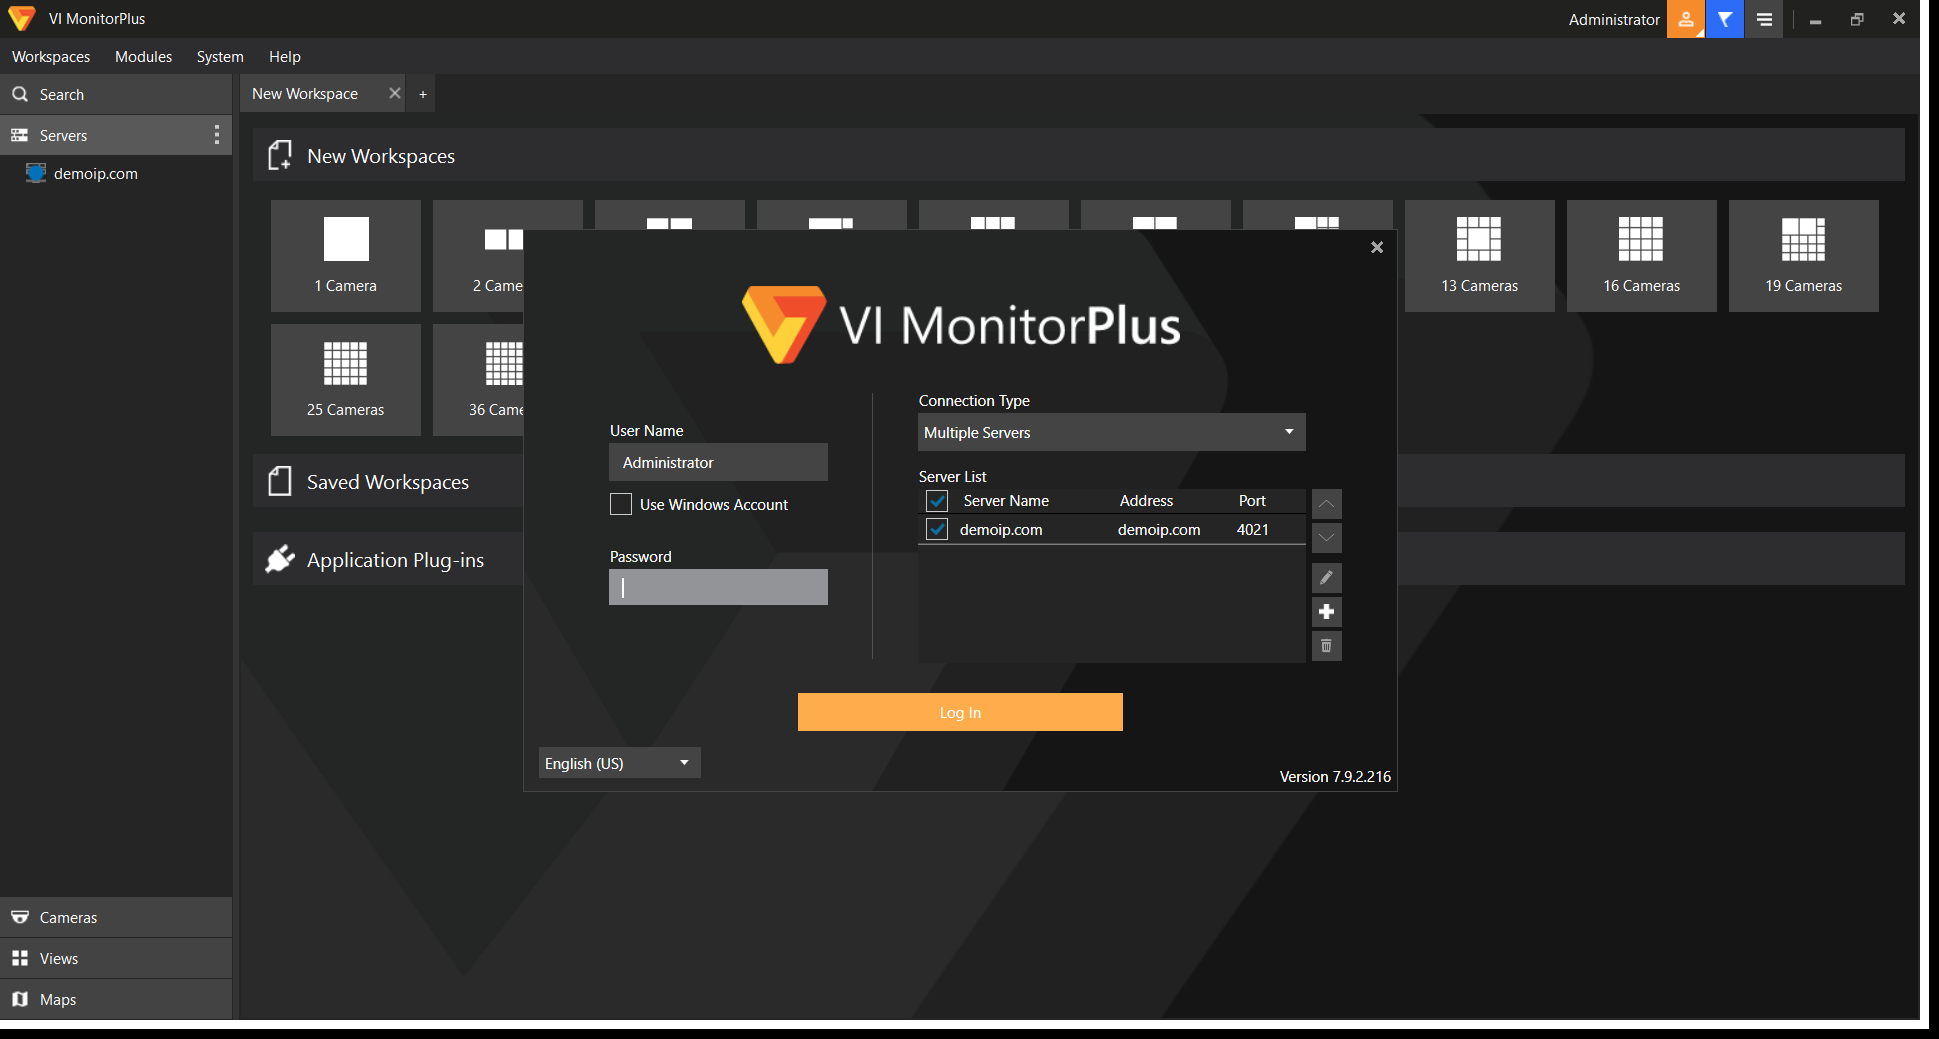 VI MonitorPlus
Administrator
Workspaces Modules System Help
Search
New Workspace +
Servers
demoip.com
New Workspaces
1 Camera
2 Came
13 Cameras
16 Cameras
19 Cameras
25 Cameras
36 Came
Saved Workspaces
Application Plug-ins
VI MonitorPlus
User Name
Administrator
Use Windows Account
Password
Connection Type
Multiple Servers
Server List
Server Name Address Port
demoip.com demoip.com 4021
Log In
English (US)
Version 7.9.2.216
Cameras
Views
Maps